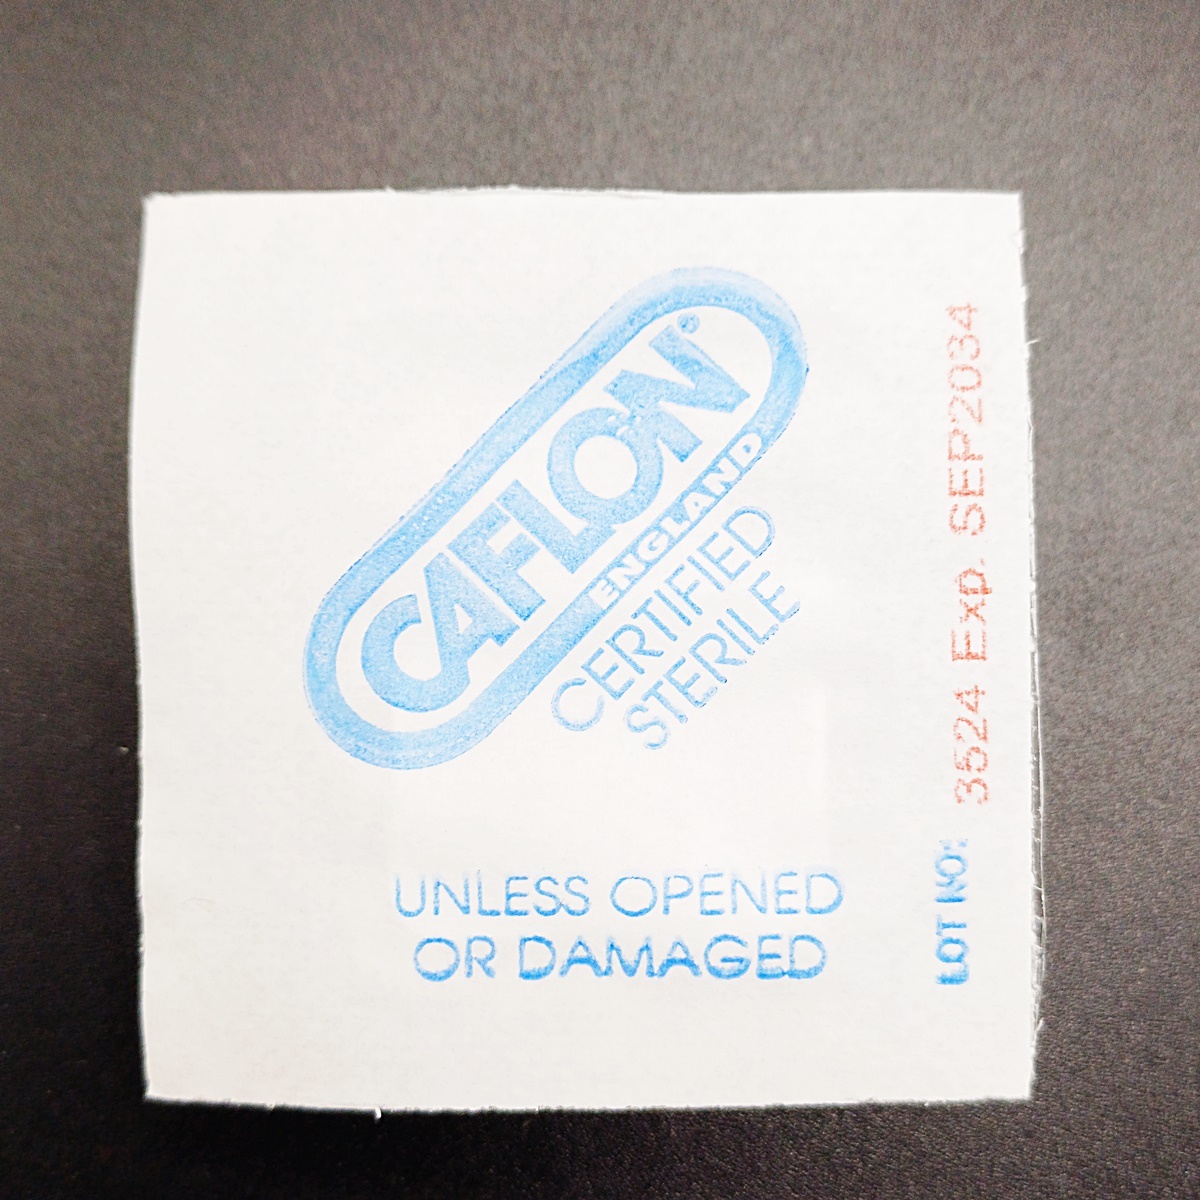 CAFLON®
ENGLAND
CERTIFIED
STERILE
UNLESS OPENED
OR DAMAGED
LOT NO: 3524 Exp. SEP2034